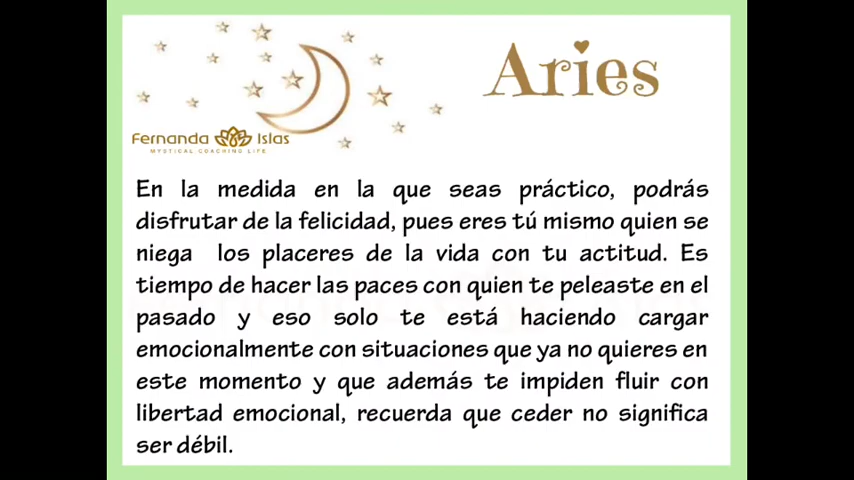 Aries
Fernanda Islas
MYSTICAL COACHING LIFE
En la medida en la que seas práctico, podrás
disfrutar de la felicidad, pues eres tú mismo quien se
niega los placeres de la vida con tu actitud. Es
tiempo de hacer las paces con quien te peleaste en el
pasado y eso solo te está haciendo cargar
emocionalmente con situaciones que ya no quieres en
este momento y que además te impiden fluir con
libertad emocional, recuerda que ceder no significa
ser débil.